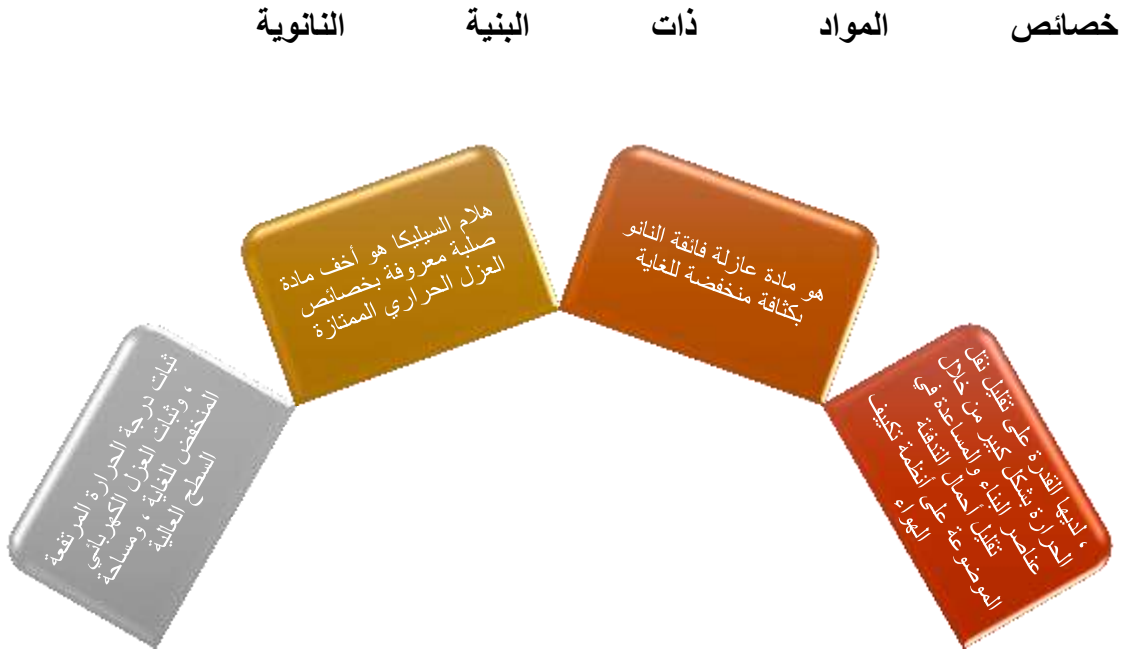 خصائص المواد ذات البنية النانوية
هو مادة عازلة فائقة النانو
بكثافة منخفضة للغاية
هلام السيليكا هو أخف مادة
صلبة معروفة بخصائص
العزل الحراري الممتازة
، لديها القدرة على تقليل نقل
الحرارة بشكل كبير من خلال
عناصر البناء والمساعدة في
تقليل أحمال التدفئة
الموضوعة على أنظمة تكييف
الهواء
ثبات درجة الحرارة المرتفعة
، وثبات العزل الكهربائي
المنخفض للغاية ، ومساحة
السطح العالية